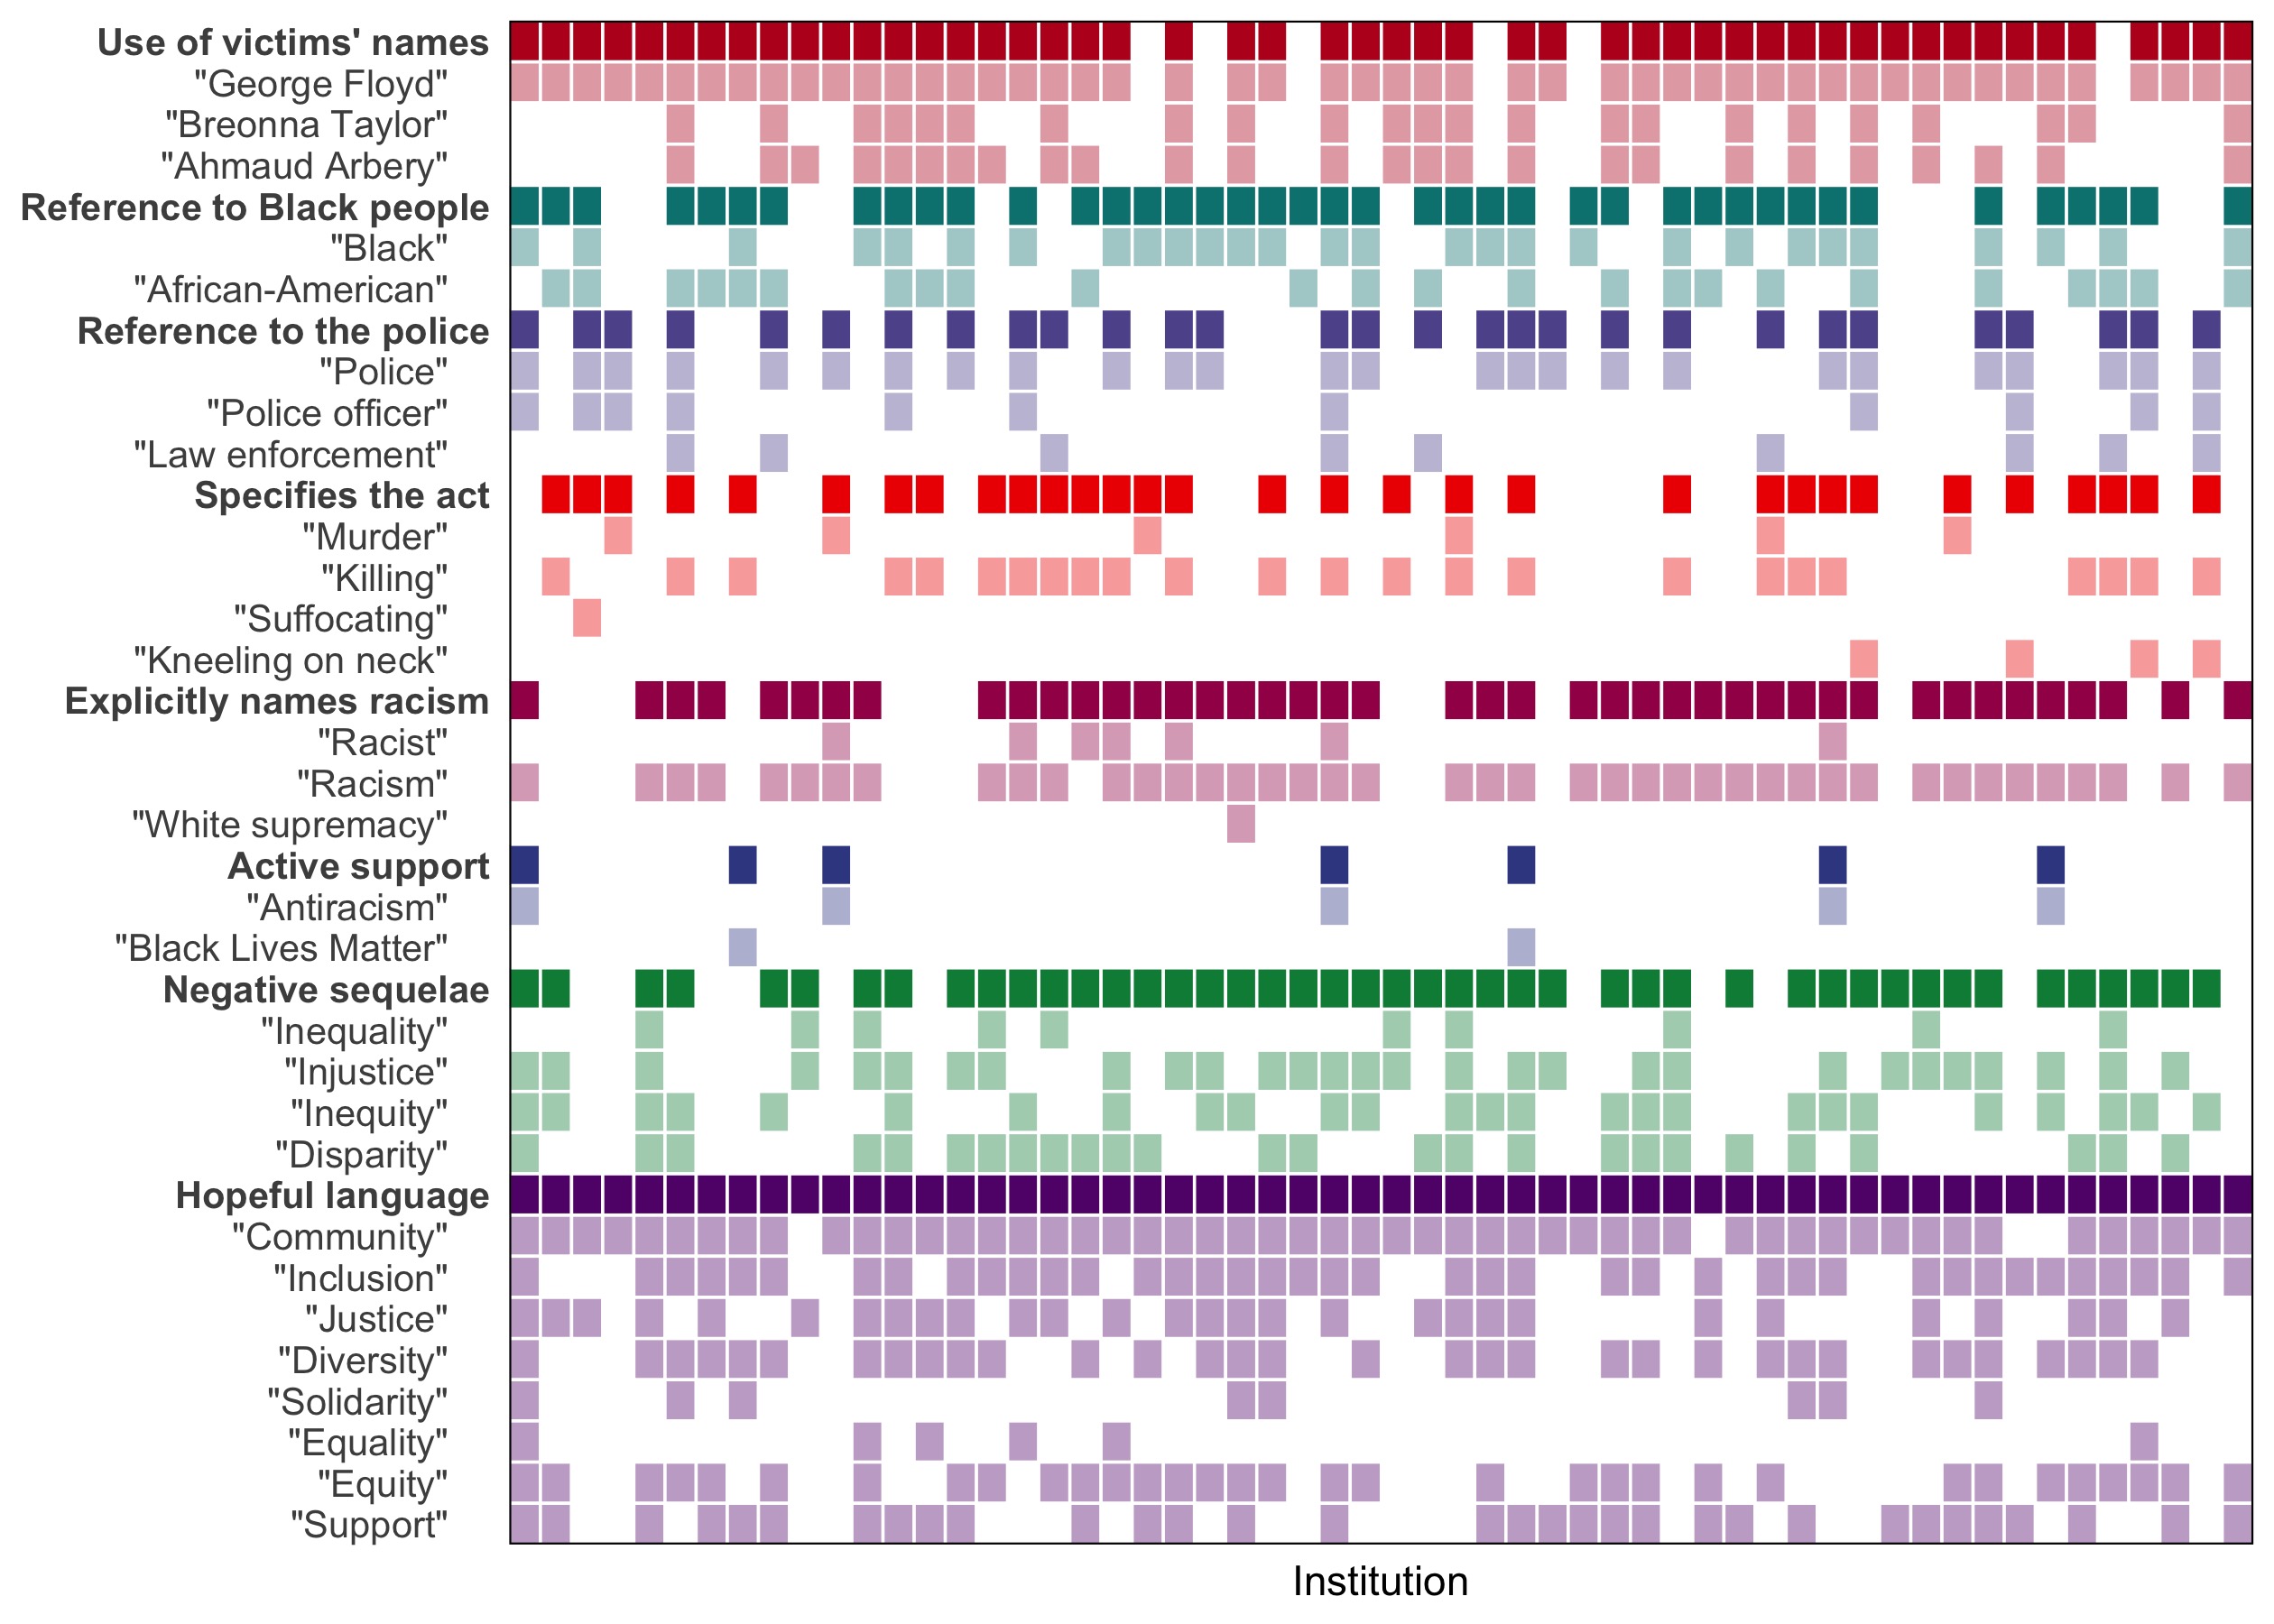 Use of victims' names
"George Floyd"
"Breonna Taylor"
"Ahmaud Arbery"
Reference to Black people
"Black"
"African-American"
Reference to the police
"Police"
"Police officer"
"Law enforcement"
Specifies the act
"Murder"
"Killing"
"Suffocating"
"Kneeling on neck"
Explicitly names racism
"Racist"
"Racism"
"White supremacy"
Active support
"Antiracism"
"Black Lives Matter"
Negative sequelae
"Inequality"
"Injustice"
"Inequity"
"Disparity"
Hopeful language
"Community"
"Inclusion"
"Justice"
"Diversity"
"Solidarity"
"Equality"
"Equity"
"Support"
Institution